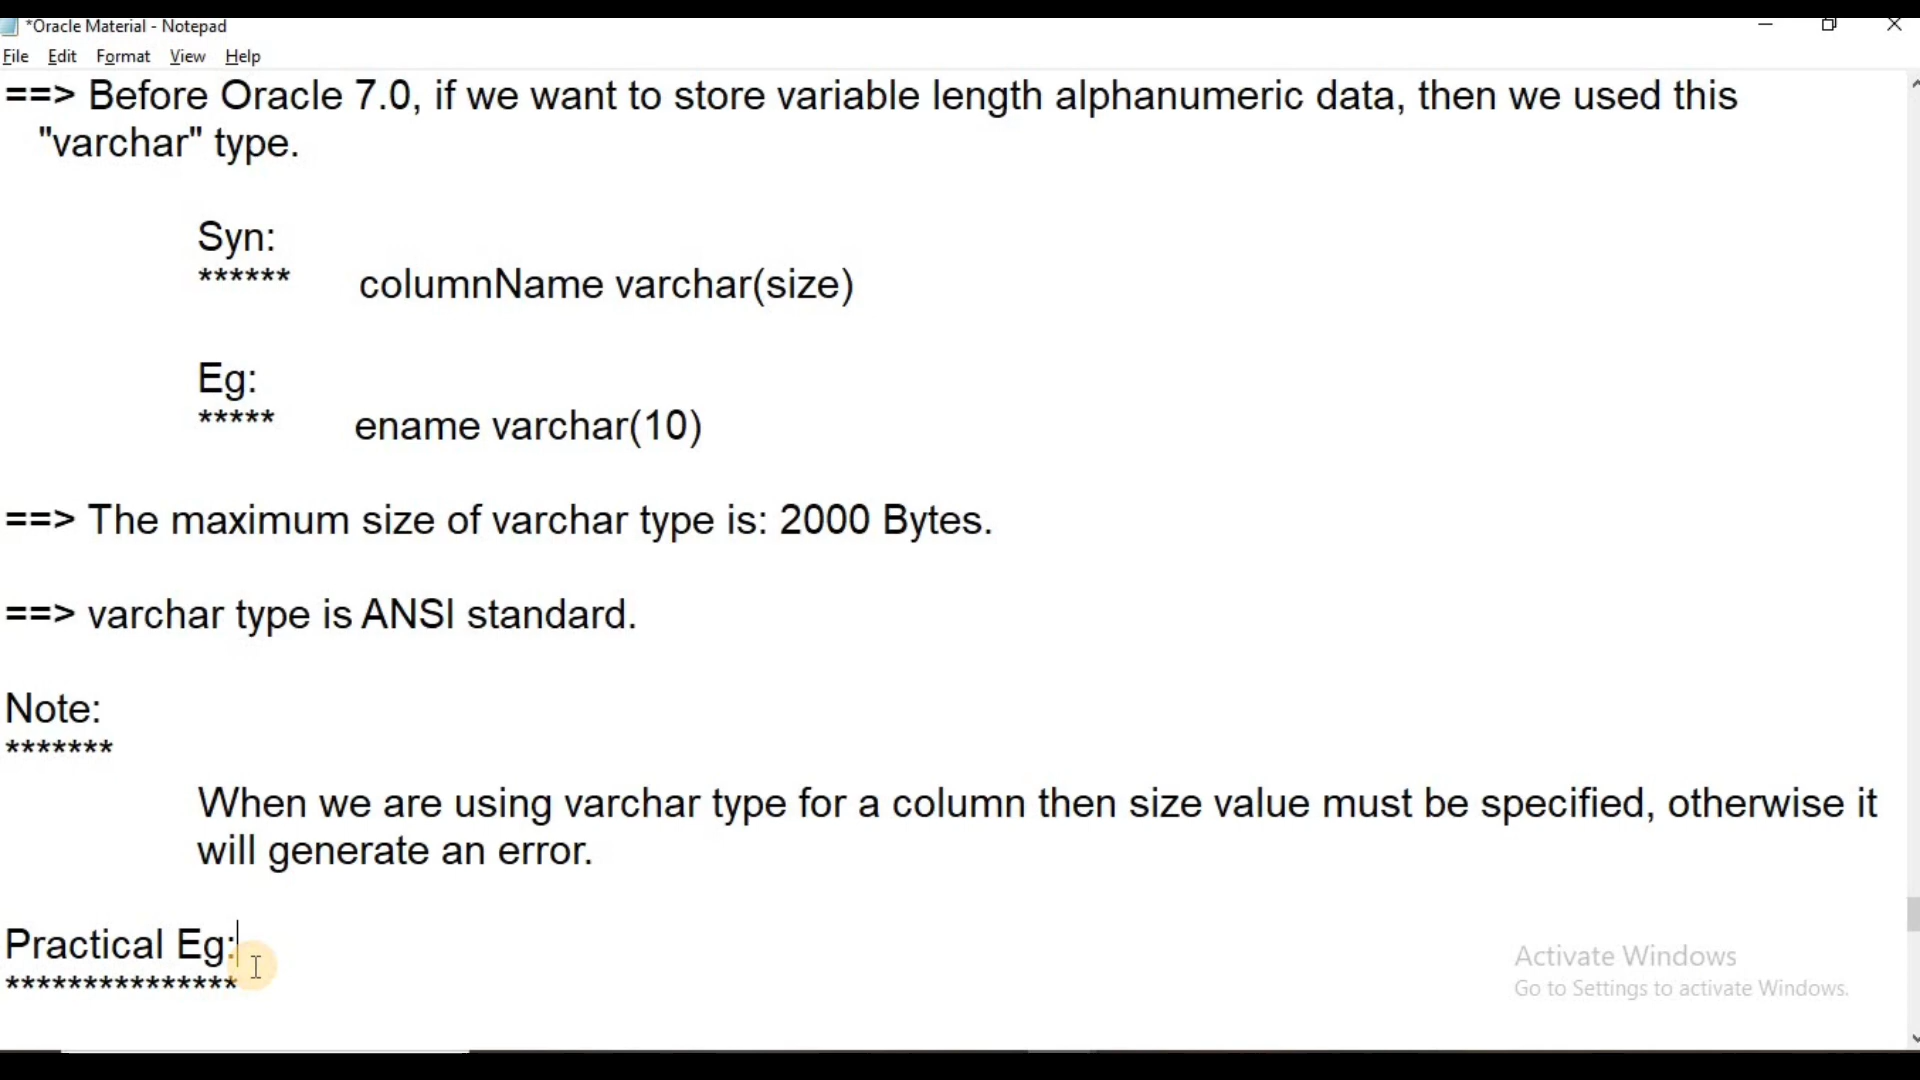 *Oracle Material - Notepad
File Edit Format View Help
==> Before Oracle 7.0, if we want to store variable length alphanumeric data, then we used this
"varchar" type.
Syn:
****** columnName varchar(size)
Eg:
***** ename varchar(10)
==> The maximum size of varchar type is: 2000 Bytes.
==> varchar type is ANSI standard.
Note:
*******
When we are using varchar type for a column then size value must be specified, otherwise it
will generate an error.
Practical Eg:
***************
Activate Windows
Go to Settings to activate Windows.